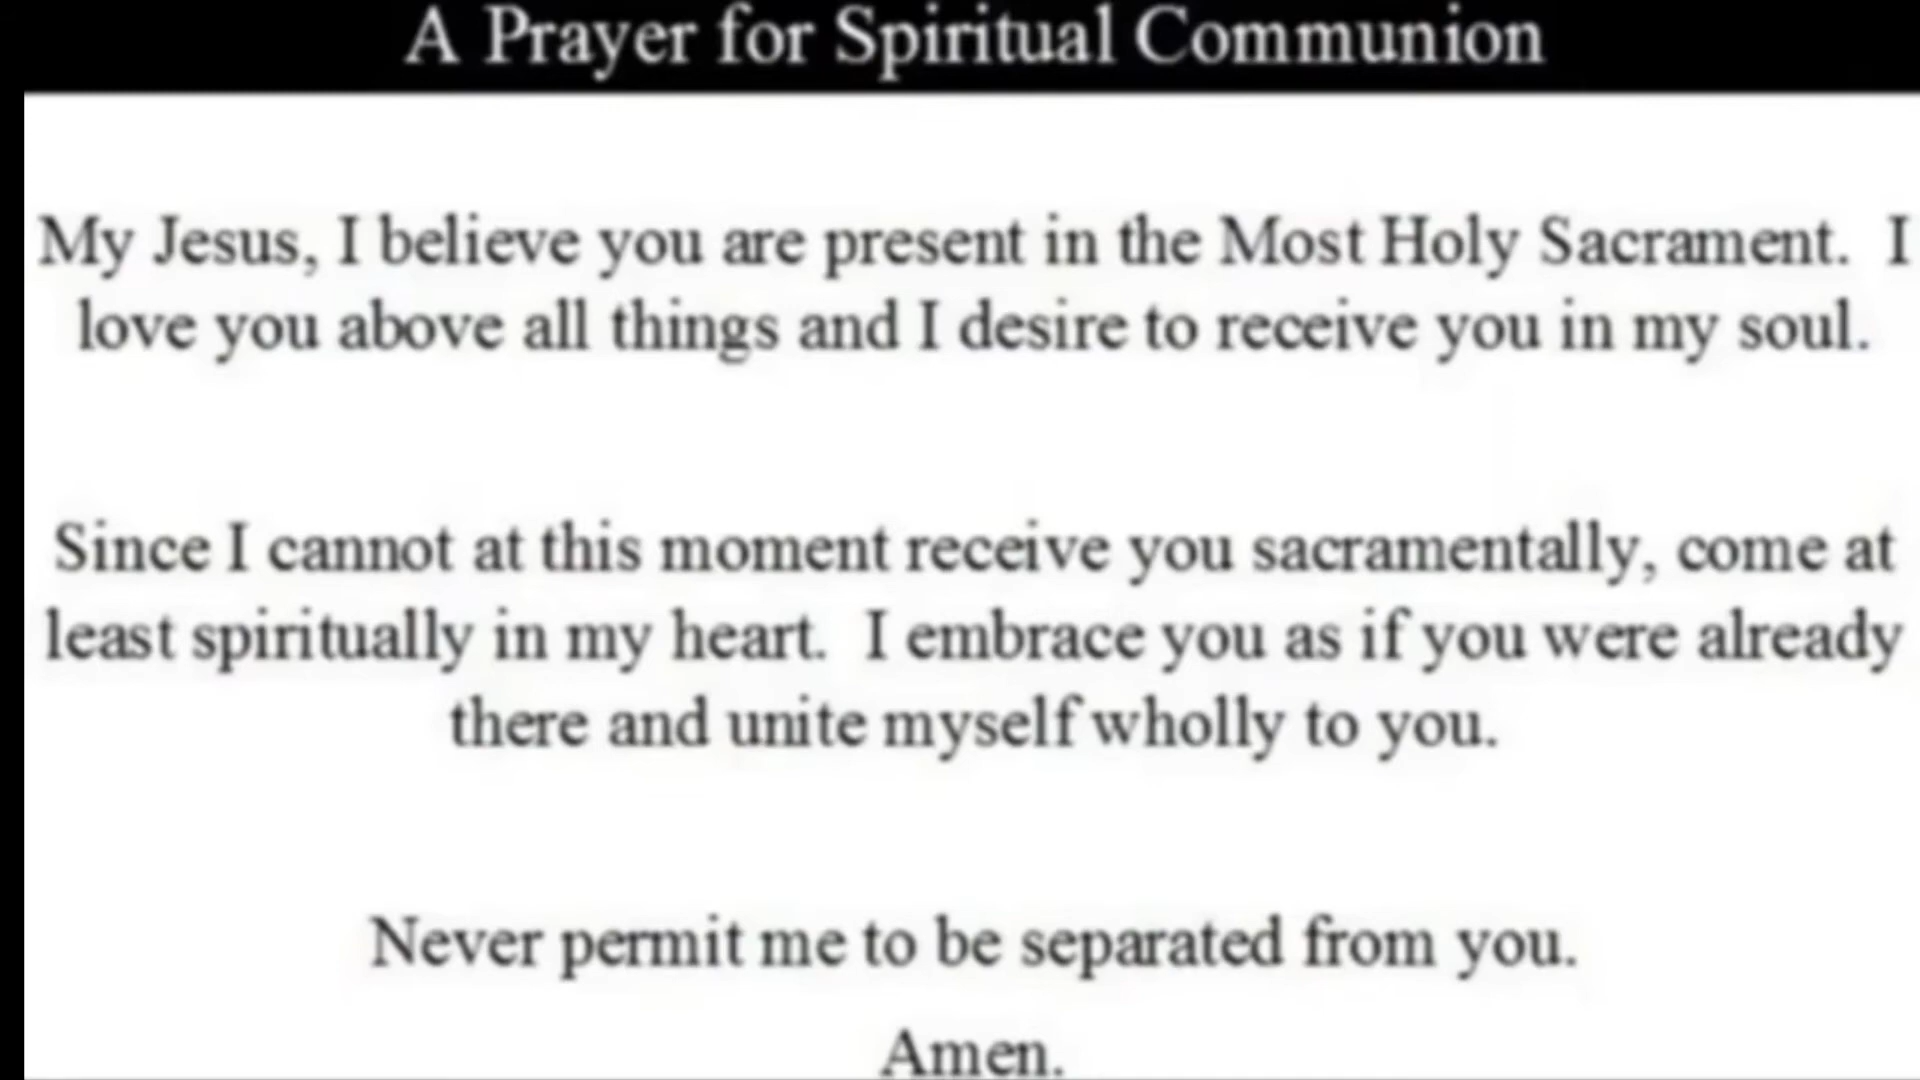 A Prayer for Spiritual Communion
My Jesus, I believe you are present in the Most Holy Sacrament.  I
love you above all things and I desire to receive you in my soul.
Since I cannot at this moment receive you sacramentally, come at
least spiritually in my heart.  I embrace you as if you were already
there and unite myself wholly to you.
Never permit me to be separated from you.
Amen.